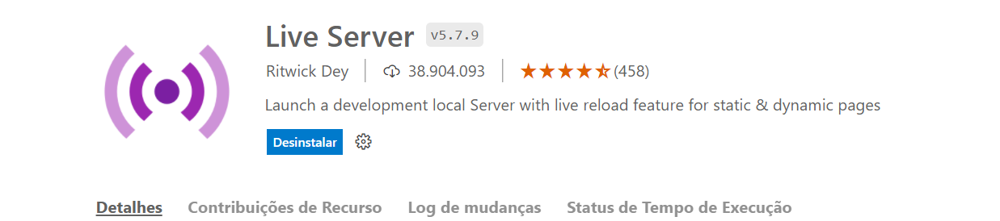 Live Server v5.7.9
Ritwick Dey 38.904.093 (458)
Launch a development local Server with live reload feature for static & dynamic pages
Desinstalar
Detalhes Contribuições de Recurso Log de mudanças Status de Tempo de Execução